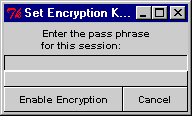 Set Encryption K...
Enter the pass phrase
for this session:
Enable Encryption
Cancel